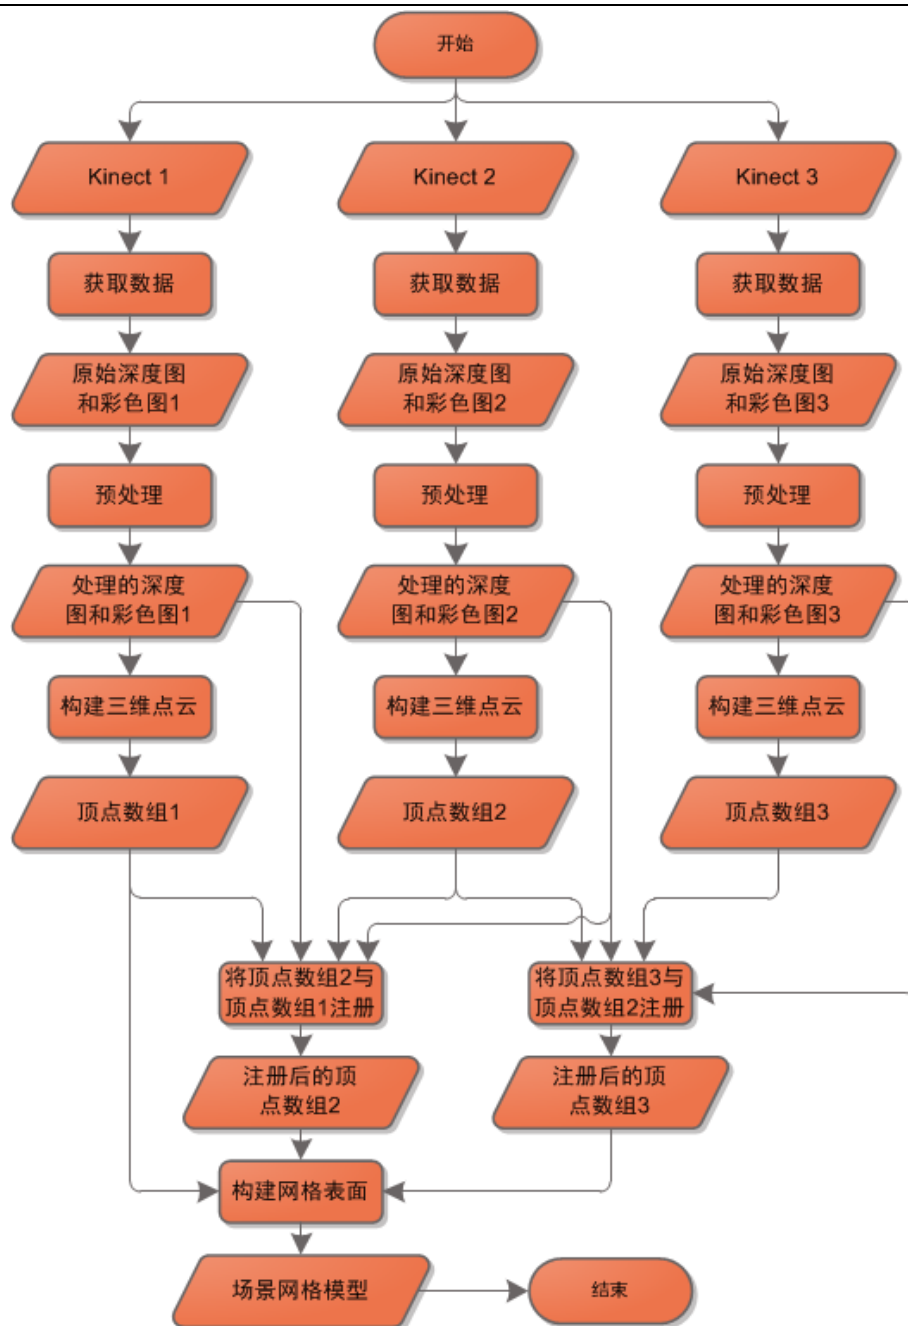 开始
Kinect 1
Kinect 2
Kinect 3
获取数据
获取数据
获取数据
原始深度图
和彩色图1
原始深度图
和彩色图2
原始深度图
和彩色图3
预处理
预处理
预处理
处理的深度
图和彩色图1
处理的深度
图和彩色图2
处理的深度
图和彩色图3
构建三维点云
构建三维点云
构建三维点云
顶点数组1
顶点数组2
顶点数组3
将顶点数组2与
顶点数组1注册
将顶点数组3与
顶点数组2注册
注册后的顶
点数组2
注册后的顶
点数组3
构建网格表面
场景网格模型
结束